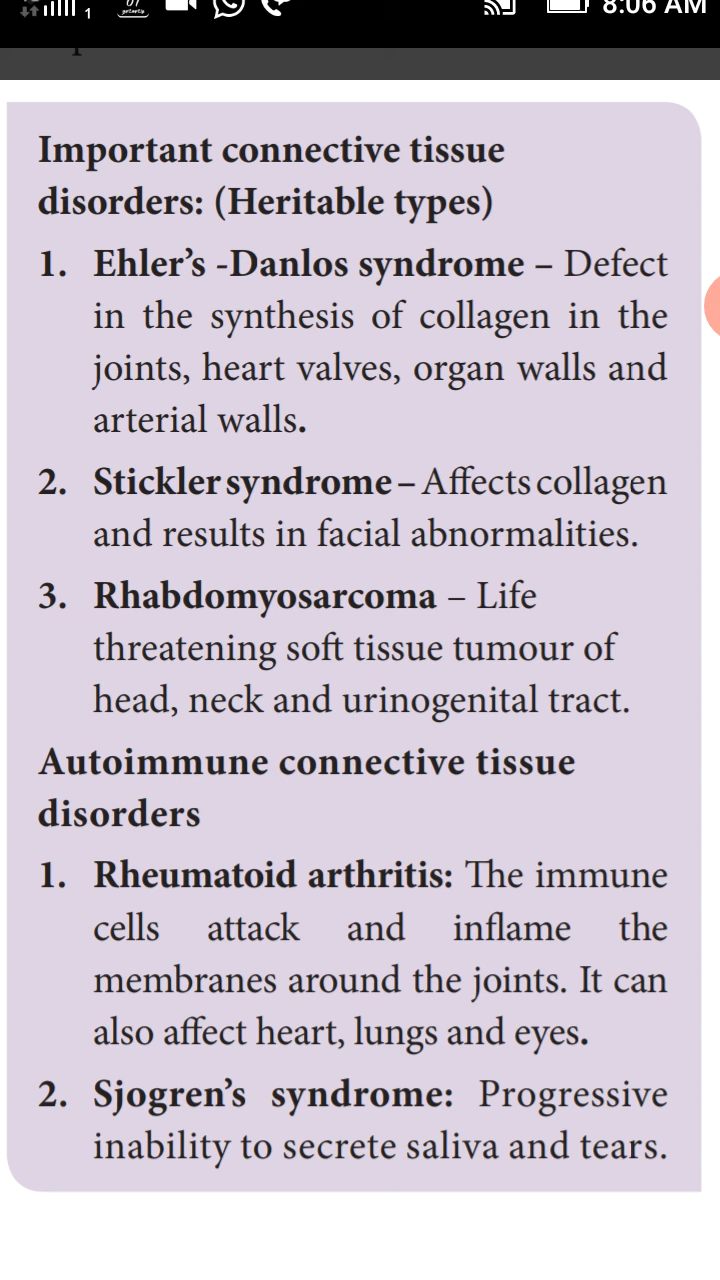 1
8:06 AM
Important connective tissue
disorders: (Heritable types)
1. Ehler’s -Danlos syndrome – Defect
in the synthesis of collagen in the
joints, heart valves, organ walls and
arterial walls.
2. Stickler syndrome – Affects collagen
and results in facial abnormalities.
3. Rhabdomyosarcoma – Life
threatening soft tissue tumour of
head, neck and urinogenital tract.
Autoimmune connective tissue
disorders
1. Rheumatoid arthritis: The immune
cells attack and inflame the
membranes around the joints. It can
also affect heart, lungs and eyes.
2. Sjogren’s syndrome: Progressive
inability to secrete saliva and tears.